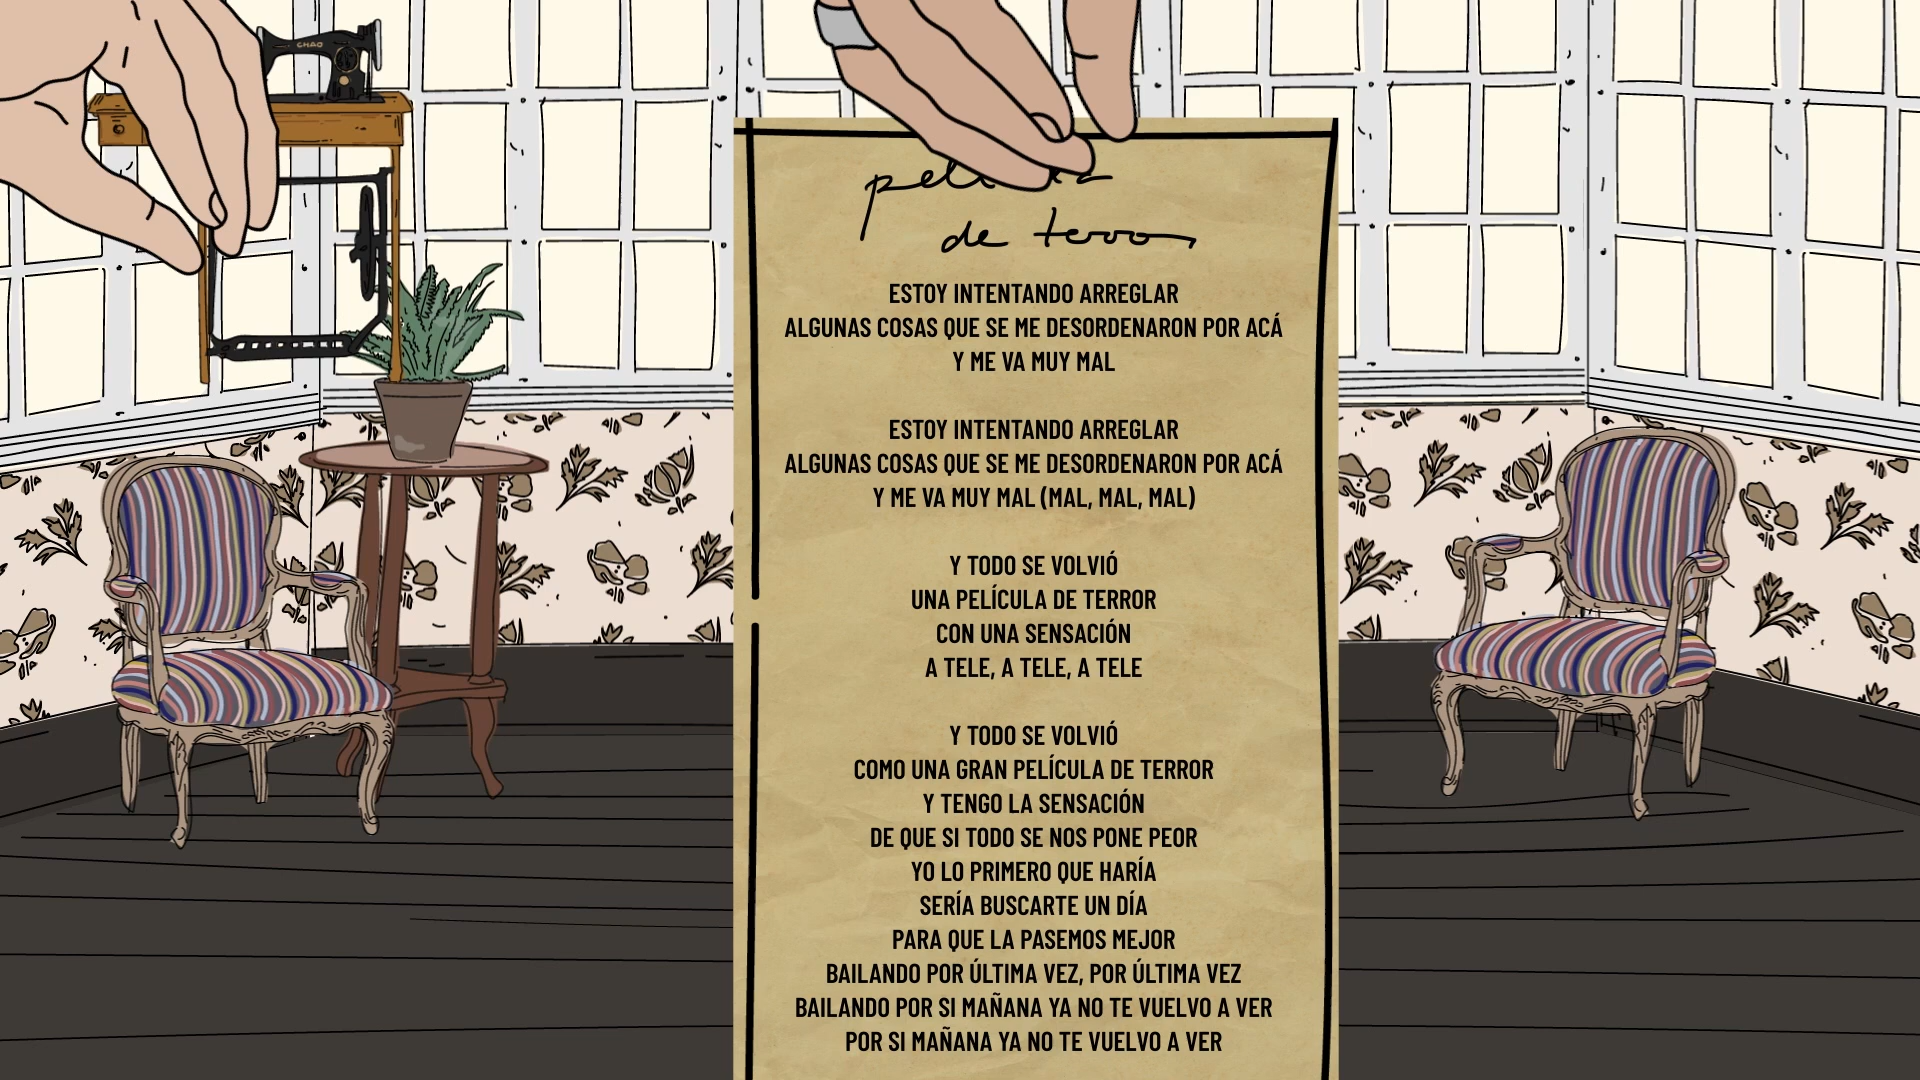 CHAO
de terror
ESTOY INTENTANDO ARREGLAR
ALGUNAS COSAS QUE SE ME DESORDENARON POR ACÁ
Y ME VA MUY MAL
ESTOY INTENTANDO ARREGLAR
ALGUNAS COSAS QUE SE ME DESORDENARON POR ACÁ
Y ME VA MUY MAL (MAL, MAL, MAL)
Y TODO SE VOLVIÓ
UNA PELÍCULA DE TERROR
CON UNA SENSACIÓN
A TELE, A TELE, A TELE
Y TODO SE VOLVIÓ
COMO UNA GRAN PELÍCULA DE TERROR
Y TENGO LA SENSACIÓN
DE QUE SI TODO SE NOS PONE PEOR
YO LO PRIMERO QUE HARÍA
SERÍA BUSCARTE UN DÍA
PARA QUE LA PASEMOS MEJOR
BAILANDO POR ÚLTIMA VEZ, POR ÚLTIMA VEZ
BAILANDO POR SI MAÑANA YA NO TE VUELVO A VER
POR SI MAÑANA YA NO TE VUELVO A VER